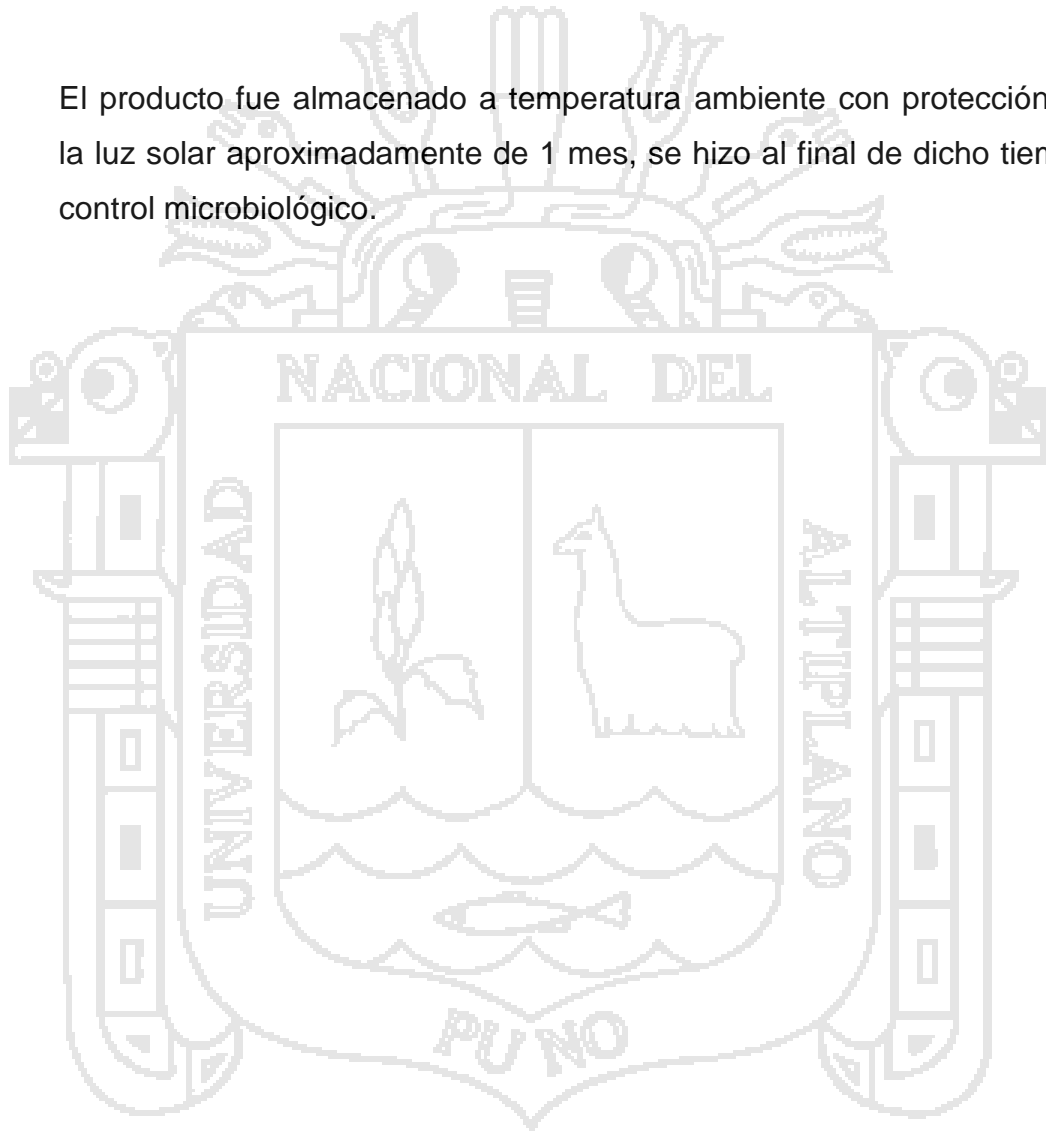 El producto fue almacenado a temperatura ambiente con protección
la luz solar aproximadamente de 1 mes, se hizo al final de dicho
control microbiológico.
NACIONAL DEL
UNIVERSIDAD
ALTIPLANO
PUNO